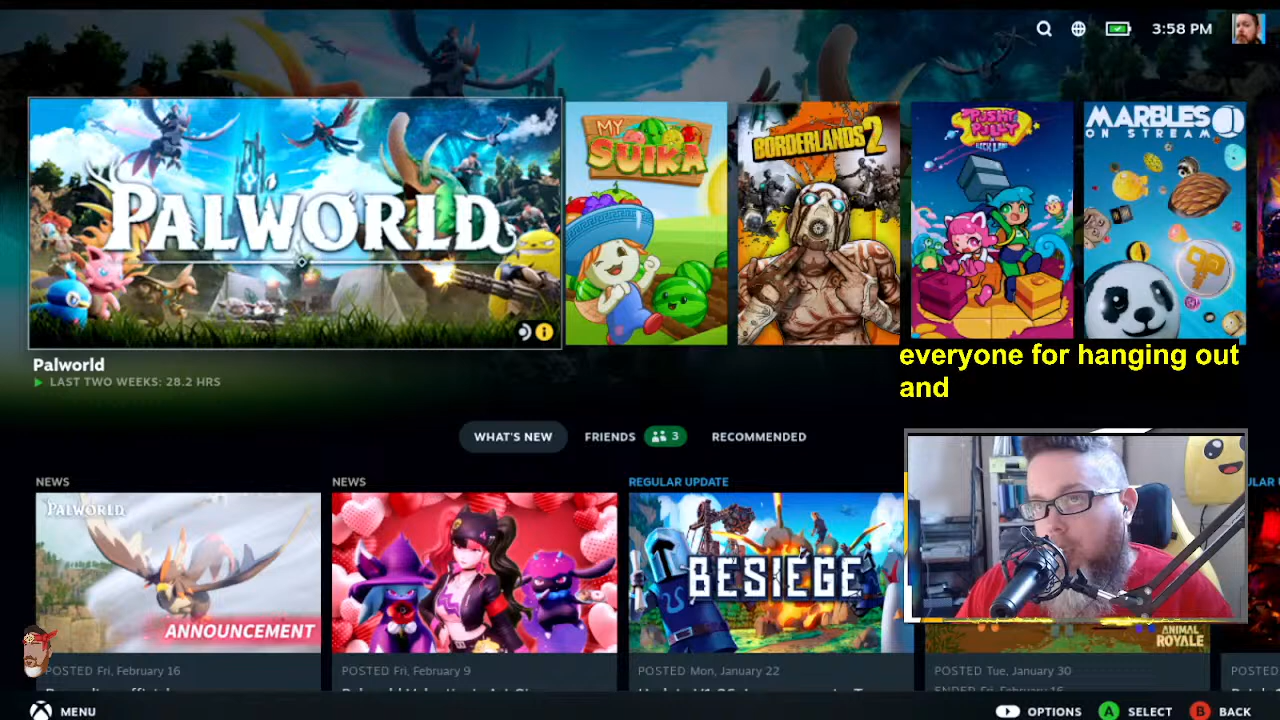 3:58 PM
PALWORLD
MY
SUIKA
BORDERLANDS 2
PUSHY
PULLY
MARBLES
ON STREAM
Palworld
LAST TWO WEEKS: 28.2 HRS
everyone for hanging out
and
WHAT'S NEW
FRIENDS
3
RECOMMENDED
NEWS
NEWS
REGULAR UPDATE
PALWORLD
ANNOUNCEMENT
BESIEGE
ANIMAL
ROYALE
POSTED Fri, February 16
POSTED Fri, February 9
POSTED Mon, January 22
POSTED Tue, January 30
POSTED
ENDED Fri, February 16
MENU
OPTIONS
A SELECT
B BACK